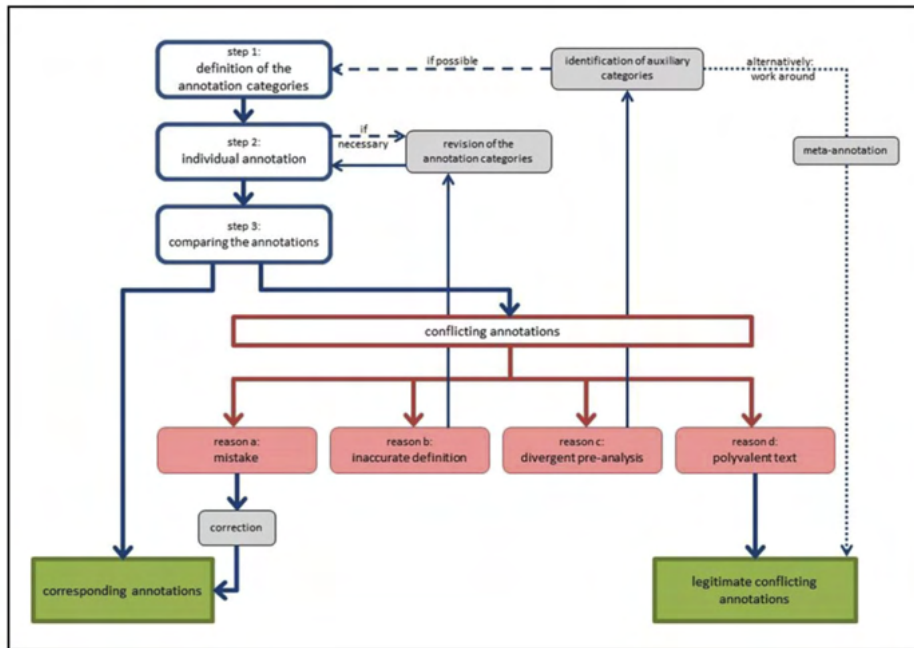 step 1:
definition of the
annotation categories
if possible
identification of auxiliary
categories
alternatively:
work around
step 2:
individual annotation
if
necessary
revision of the
annotation categories
meta-annotation
step 3:
comparing the annotations
conflicting annotations
reason a:
mistake
reason b:
inaccurate definition
reason c:
divergent pre-analysis
reason d:
polyvalent text
correction
corresponding annotations
legitimate conflicting
annotations